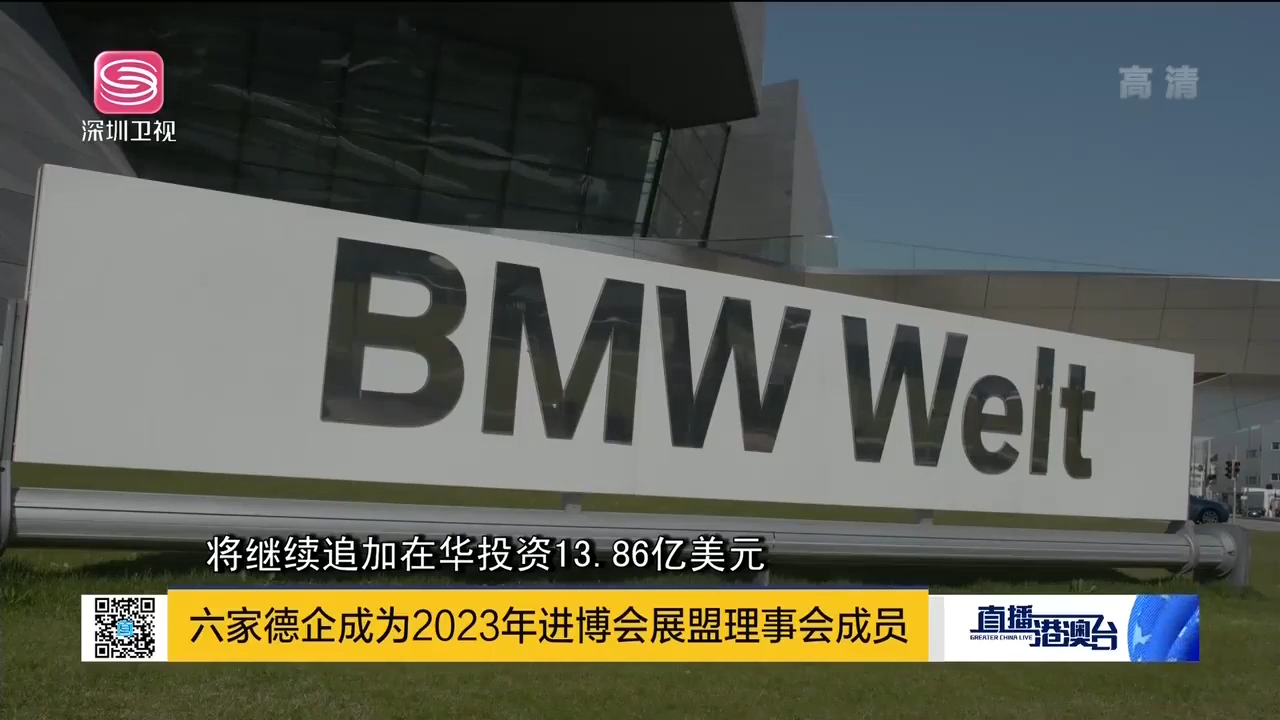 深圳卫视
高清
BMW Welt
将继续追加在华投资13.86亿美元
六家德企成为2023年进博会展盟理事会成员
直播港澳台
GREATER CHINA LIVE